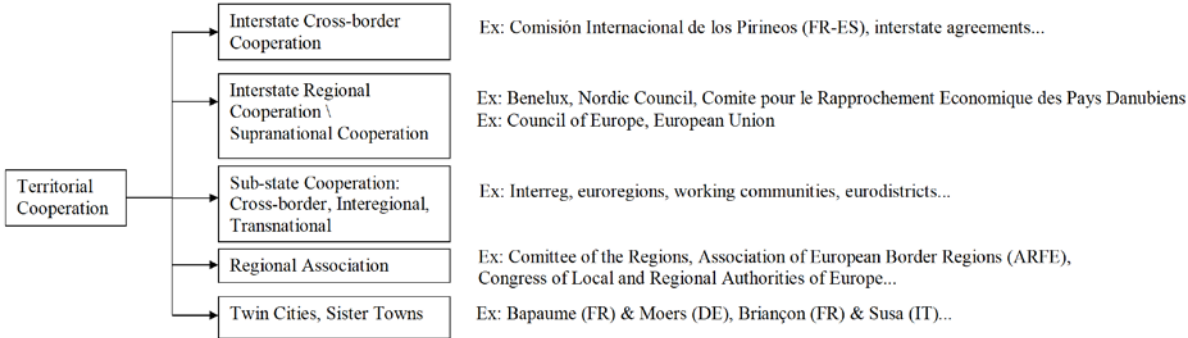 Interstate Cross-border
Cooperation
Ex: Comisión Internacional de los Pirineos (FR-ES), interstate agreements...
Interstate Regional
Cooperation \
Supranational Cooperation
Ex: Benelux, Nordic Council, Comite pour le Rapprochement Economique des Pays Danubiens
Ex: Council of Europe, European Union
Territorial
Cooperation
Sub-state Cooperation:
Cross-border, Interegional,
Transnational
Ex: Interreg, euroregions, working communities, eurodistricts...
Regional Association
Ex: Comittee of the Regions, Association of European Border Regions (ARFE),
Congress of Local and Regional Authorities of Europe...
Twin Cities, Sister Towns
Ex: Bapaume (FR) & Moers (DE), Briançon (FR) & Susa (IT)...